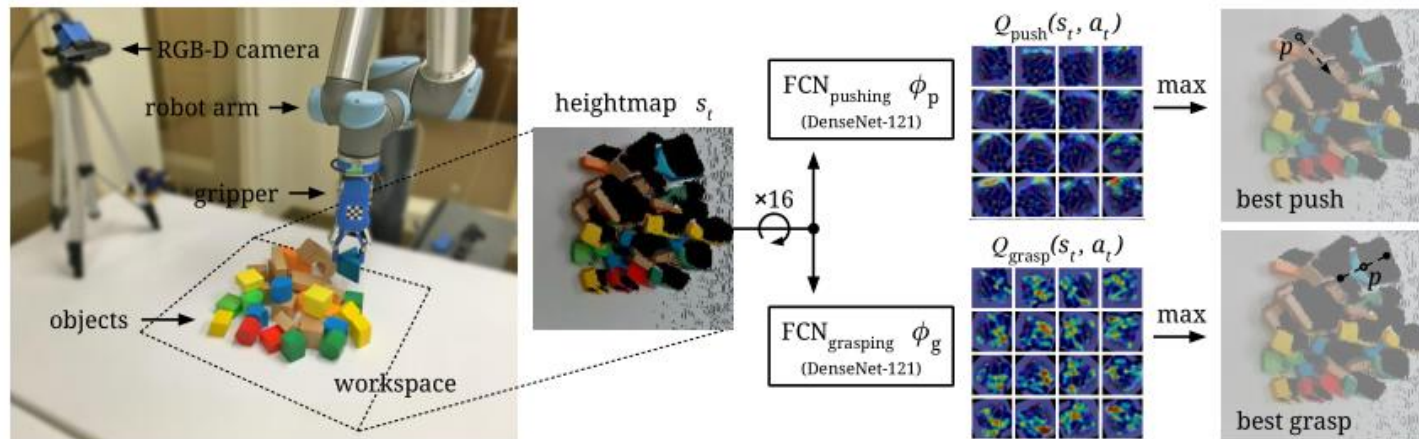 RGB-D camera
robot arm
gripper
objects
workspace
heightmap s_t
×16
FCN_pushing ϕ_p
(DenseNet-121)
FCN_grasping ϕ_g
(DenseNet-121)
Q_push(s_t, a_t)
Q_grasp(s_t, a_t)
max
max
p
best push
p
best grasp